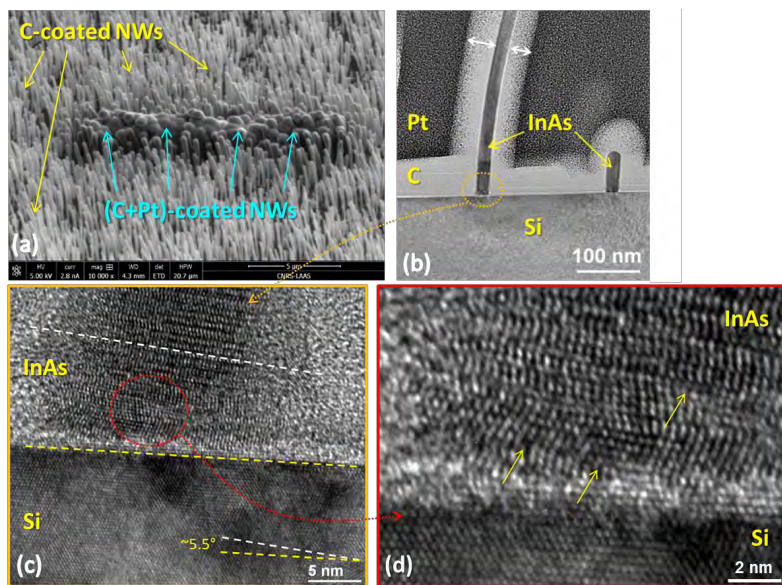 C-coated NWs
(C+Pt)-coated NWs
(a)
HV curr mag WD det HFW 5 µm
5.00 kV 2.8 nA 10 000 x 4.3 mm ETD 20.7 µm CNRS-LAAS
Pt
InAs
C
Si
(b)
100 nm
InAs
Si
~5.5°
(c)
5 nm
InAs
Si
(d)
2 nm